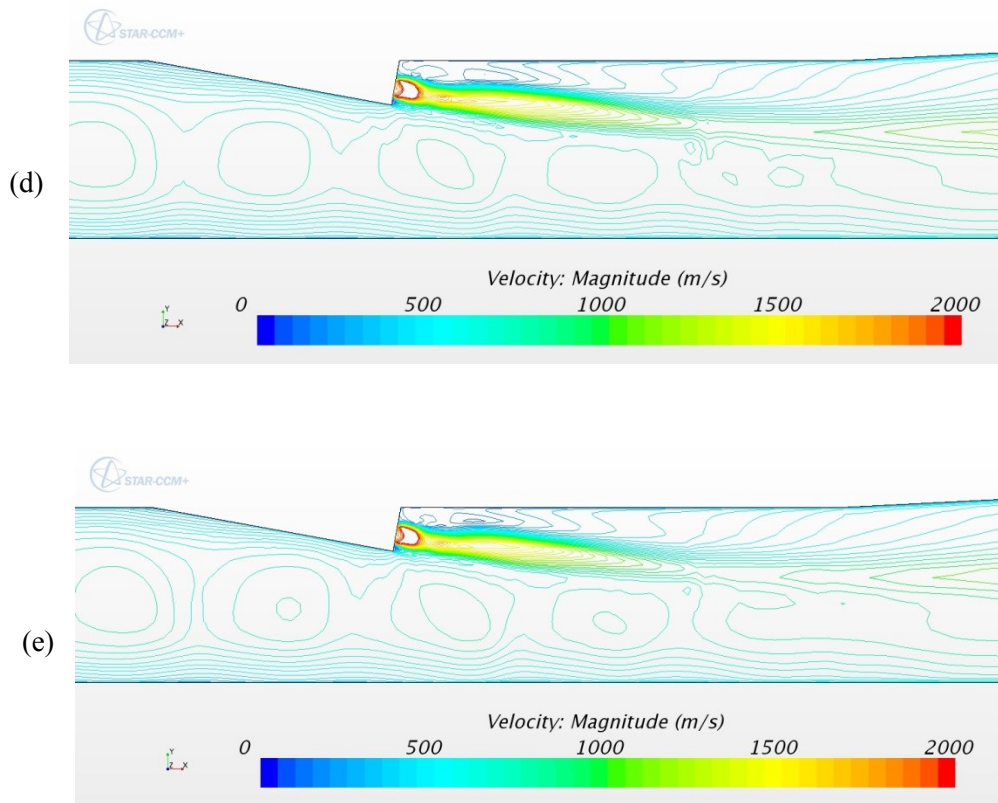 STAR-CCM+
(d)
Velocity: Magnitude (m/s)
0 500 1000 1500 2000
Y
Z X
STAR-CCM+
(e)
Velocity: Magnitude (m/s)
0 500 1000 1500 2000
Y
Z X